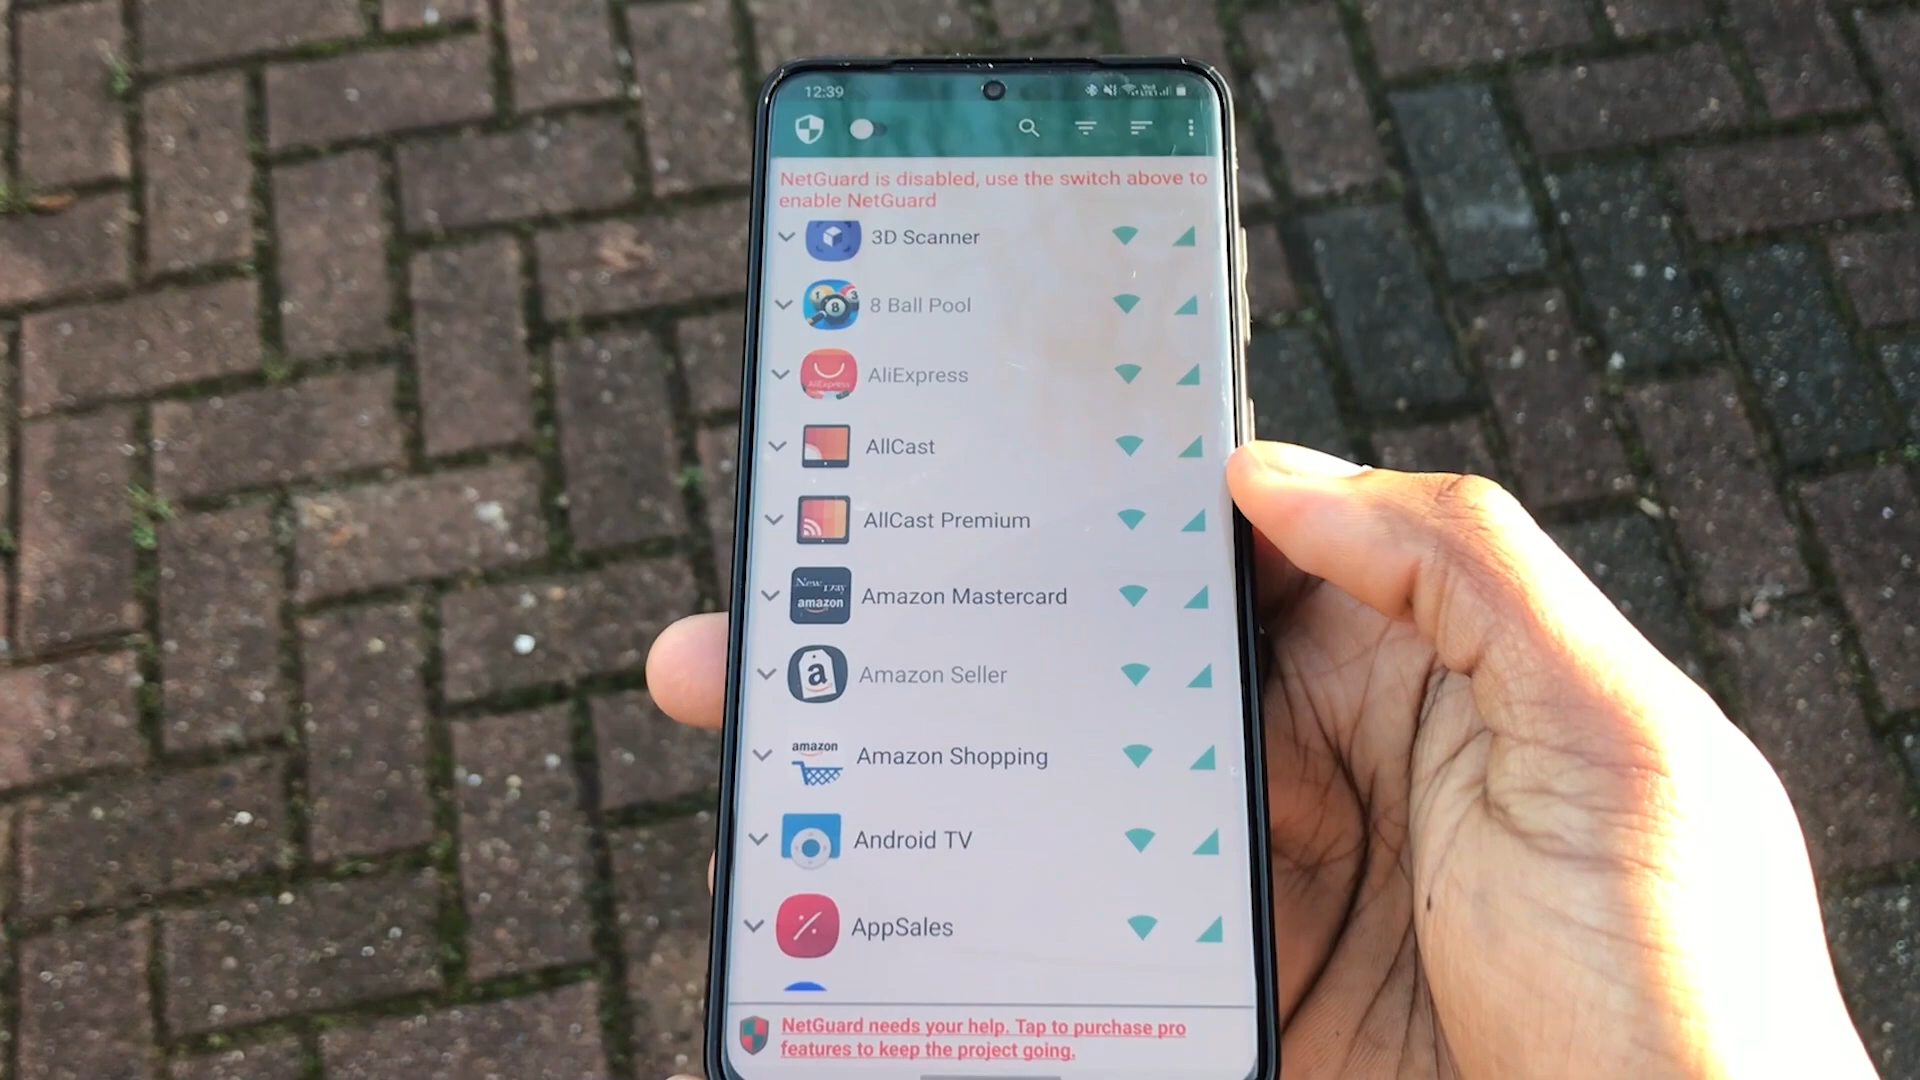 12:39
NetGuard is disabled, use the switch above to
enable NetGuard
3D Scanner
8 Ball Pool
AliExpress
AliExpress
AllCast
AllCast Premium
New Day
amazon
Amazon Mastercard
a
Amazon Seller
amazon
Amazon Shopping
Android TV
AppSales
NetGuard needs your help. Tap to purchase pro
features to keep the project going.